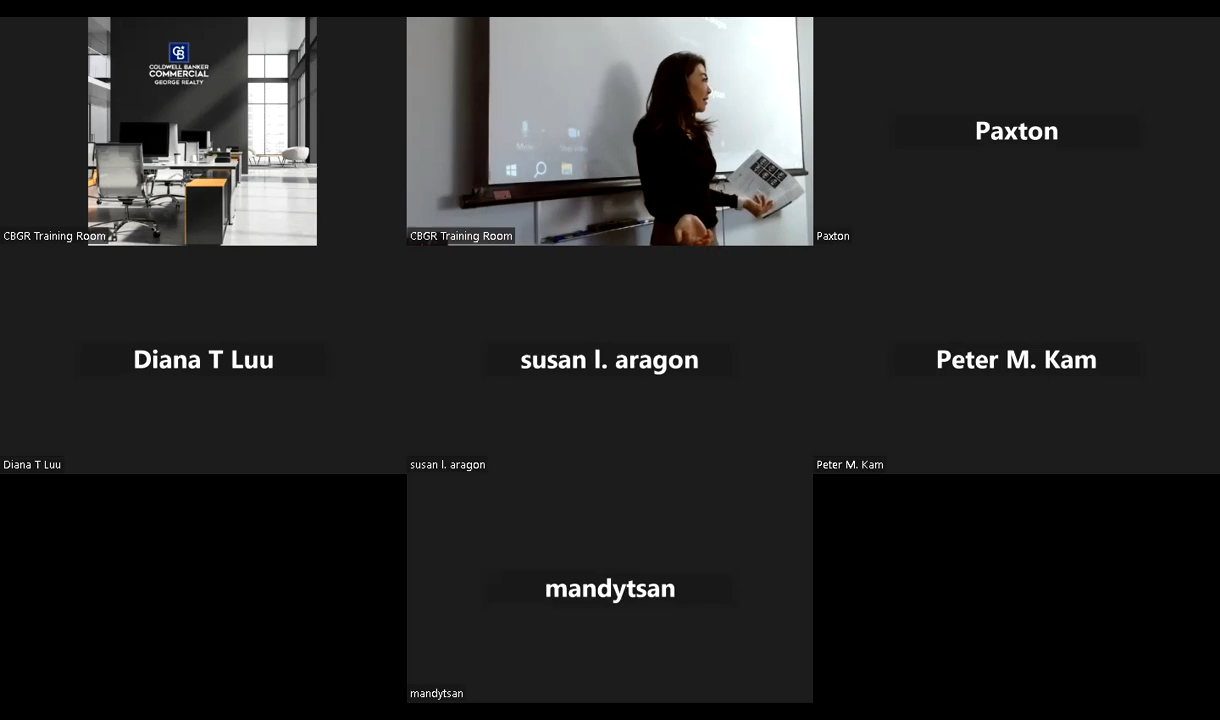 CB
COLDWELL BANKER
COMMERCIAL
GEORGE REALTY
CBGR Training Room
CBGR Training Room
Paxton
Paxton
Diana T Luu
Diana T Luu
susan l. aragon
susan l. aragon
Peter M. Kam
Peter M. Kam
mandytsan
mandytsan